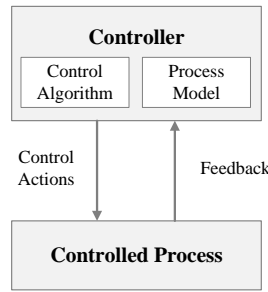 Controller
Control
Algorithm
Process
Model
Control
Actions
Feedback
Controlled Process